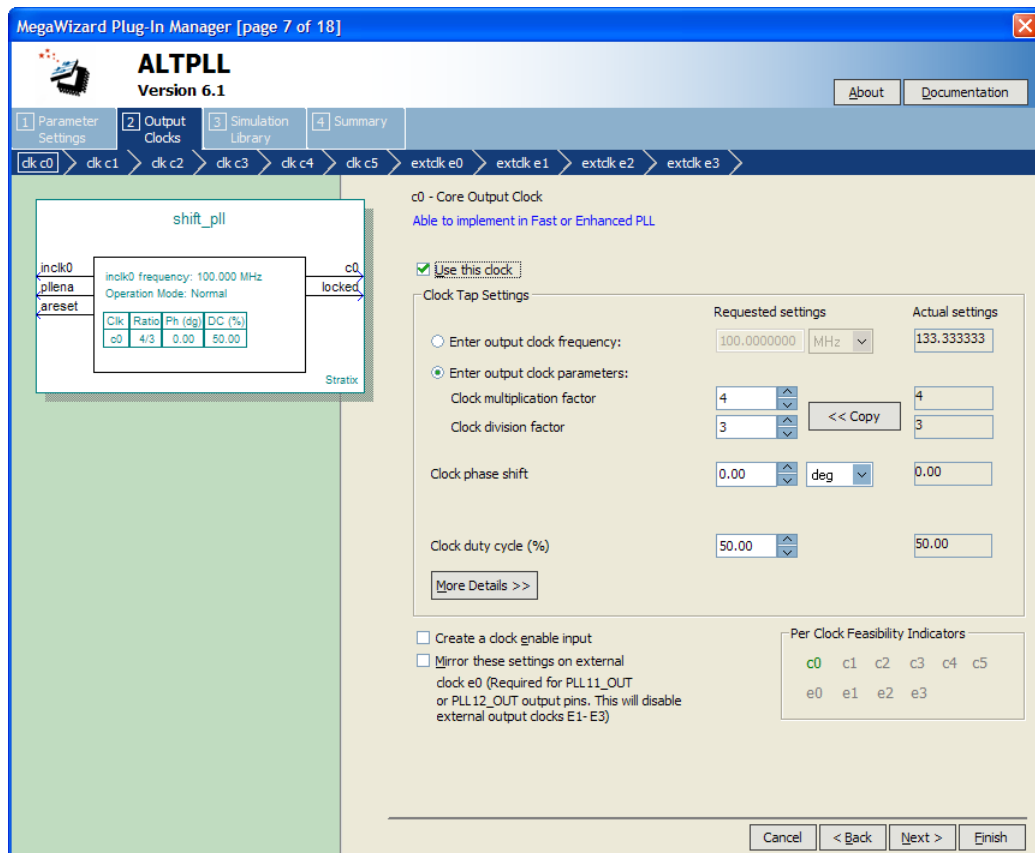 MegaWizard Plug-In Manager [page 7 of 18]
ALTPLL
Version 6.1
About
Documentation
1 Parameter Settings
2 Output Clocks
3 Simulation Library
4 Summary
clk c0
clk c1
clk c2
clk c3
clk c4
clk c5
extclk e0
extclk e1
extclk e2
extclk e3
shift_pll
inclk0
pllena
areset
inclk0 frequency: 100.000 MHz
Operation Mode: Normal
Clk Ratio Ph (dg) DC (%)
c0 4/3 0.00 50.00
c0
locked
Stratix
c0 - Core Output Clock
Able to implement in Fast or Enhanced PLL
Use this clock
Clock Tap Settings
Requested settings
Actual settings
Enter output clock frequency:
100.0000000
MHz
133.333333
Enter output clock parameters:
Clock multiplication factor
4
<< Copy
4
Clock division factor
3
3
Clock phase shift
0.00
deg
0.00
Clock duty cycle (%)
50.00
50.00
More Details >>
Create a clock enable input
Mirror these settings on external
clock e0 (Required for PLL11_OUT
or PLL12_OUT output pins. This will disable
external output clocks E1- E3)
Per Clock Feasibility Indicators
c0 c1 c2 c3 c4 c5
e0 e1 e2 e3
Cancel
< Back
Next >
Finish